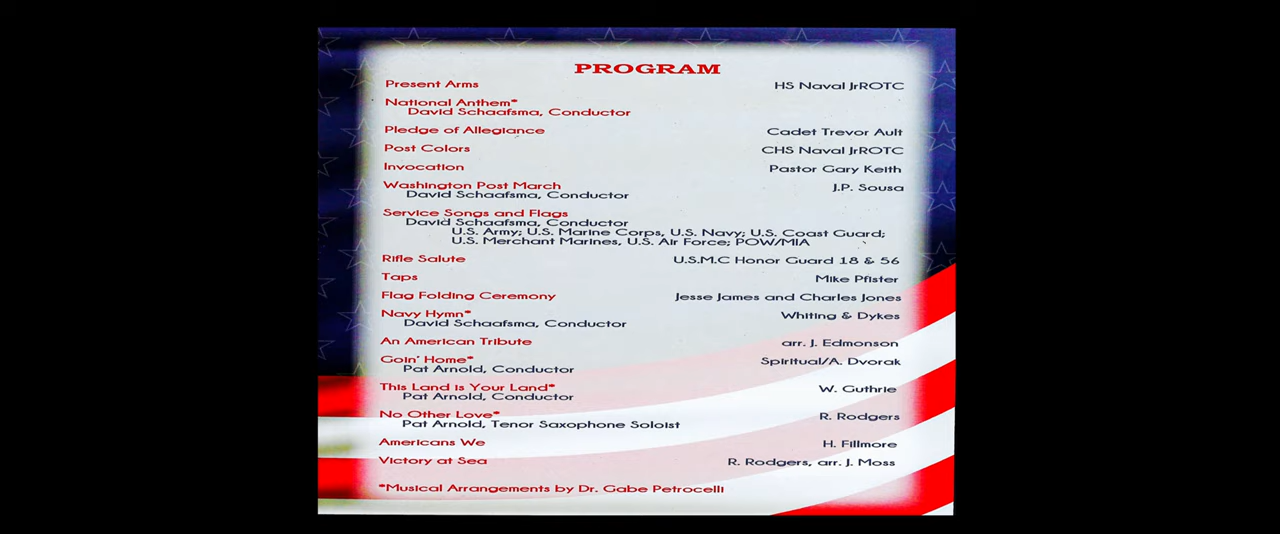 PROGRAM
Present Arms HS Naval JrROTC
National Anthem*
David Schaafsma, Conductor
Pledge of Allegiance Cadet Trevor Ault
Post Colors CHS Naval JrROTC
Invocation Pastor Gary Keith
Washington Post March J.P. Sousa
David Schaafsma, Conductor
Service Songs and Flags
David Schaafsma, Conductor
U.S. Army; U.S. Marine Corps, U.S. Navy; U.S. Coast Guard;
U.S. Merchant Marines, U.S. Air Force; POW/MIA
Rifle Salute U.S.M.C Honor Guard 18 & 56
Taps Mike Pfister
Flag Folding Ceremony Jesse James and Charles Jones
Navy Hymn* Whiting & Dykes
David Schaafsma, Conductor
An American Tribute arr. J. Edmonson
Goin' Home* Spiritual/A. Dvorak
Pat Arnold, Conductor
This Land is Your Land* W. Guthrie
Pat Arnold, Conductor
No Other Love* R. Rodgers
Pat Arnold, Tenor Saxophone Soloist
Americans We H. Fillmore
Victory at Sea R. Rodgers, arr. J. Moss
*Musical Arrangements by Dr. Gabe Petrocelli